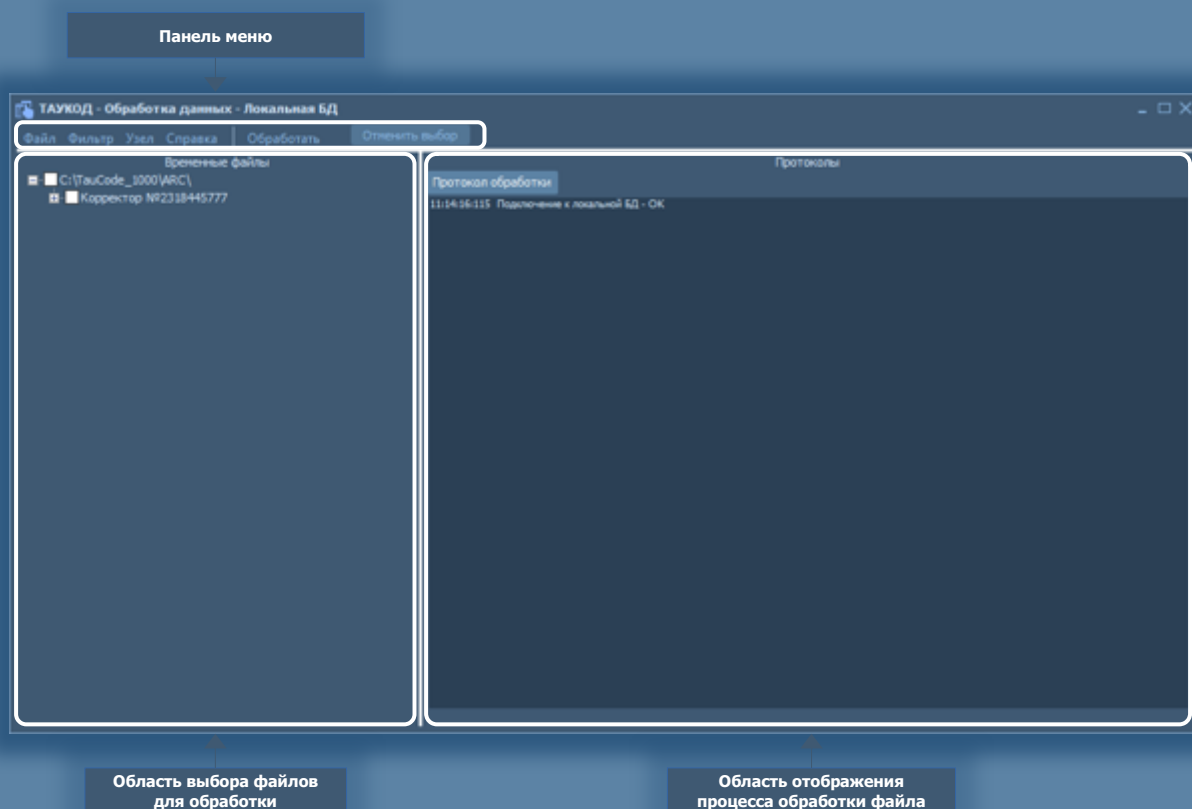 Панель меню
ТАУКОД - Обработка данных - Локальная БД
Файл Фильтр Узел Справка Обработать Отменить выбор
Временные файлы
C:\TauCode_1000\ARC\
Корректор №2318445777
Протоколы
Протокол обработки
11:14:16:115 Подключение к локальной БД - ОК
Область выбора файлов
для обработки
Область отображения
процесса обработки файла